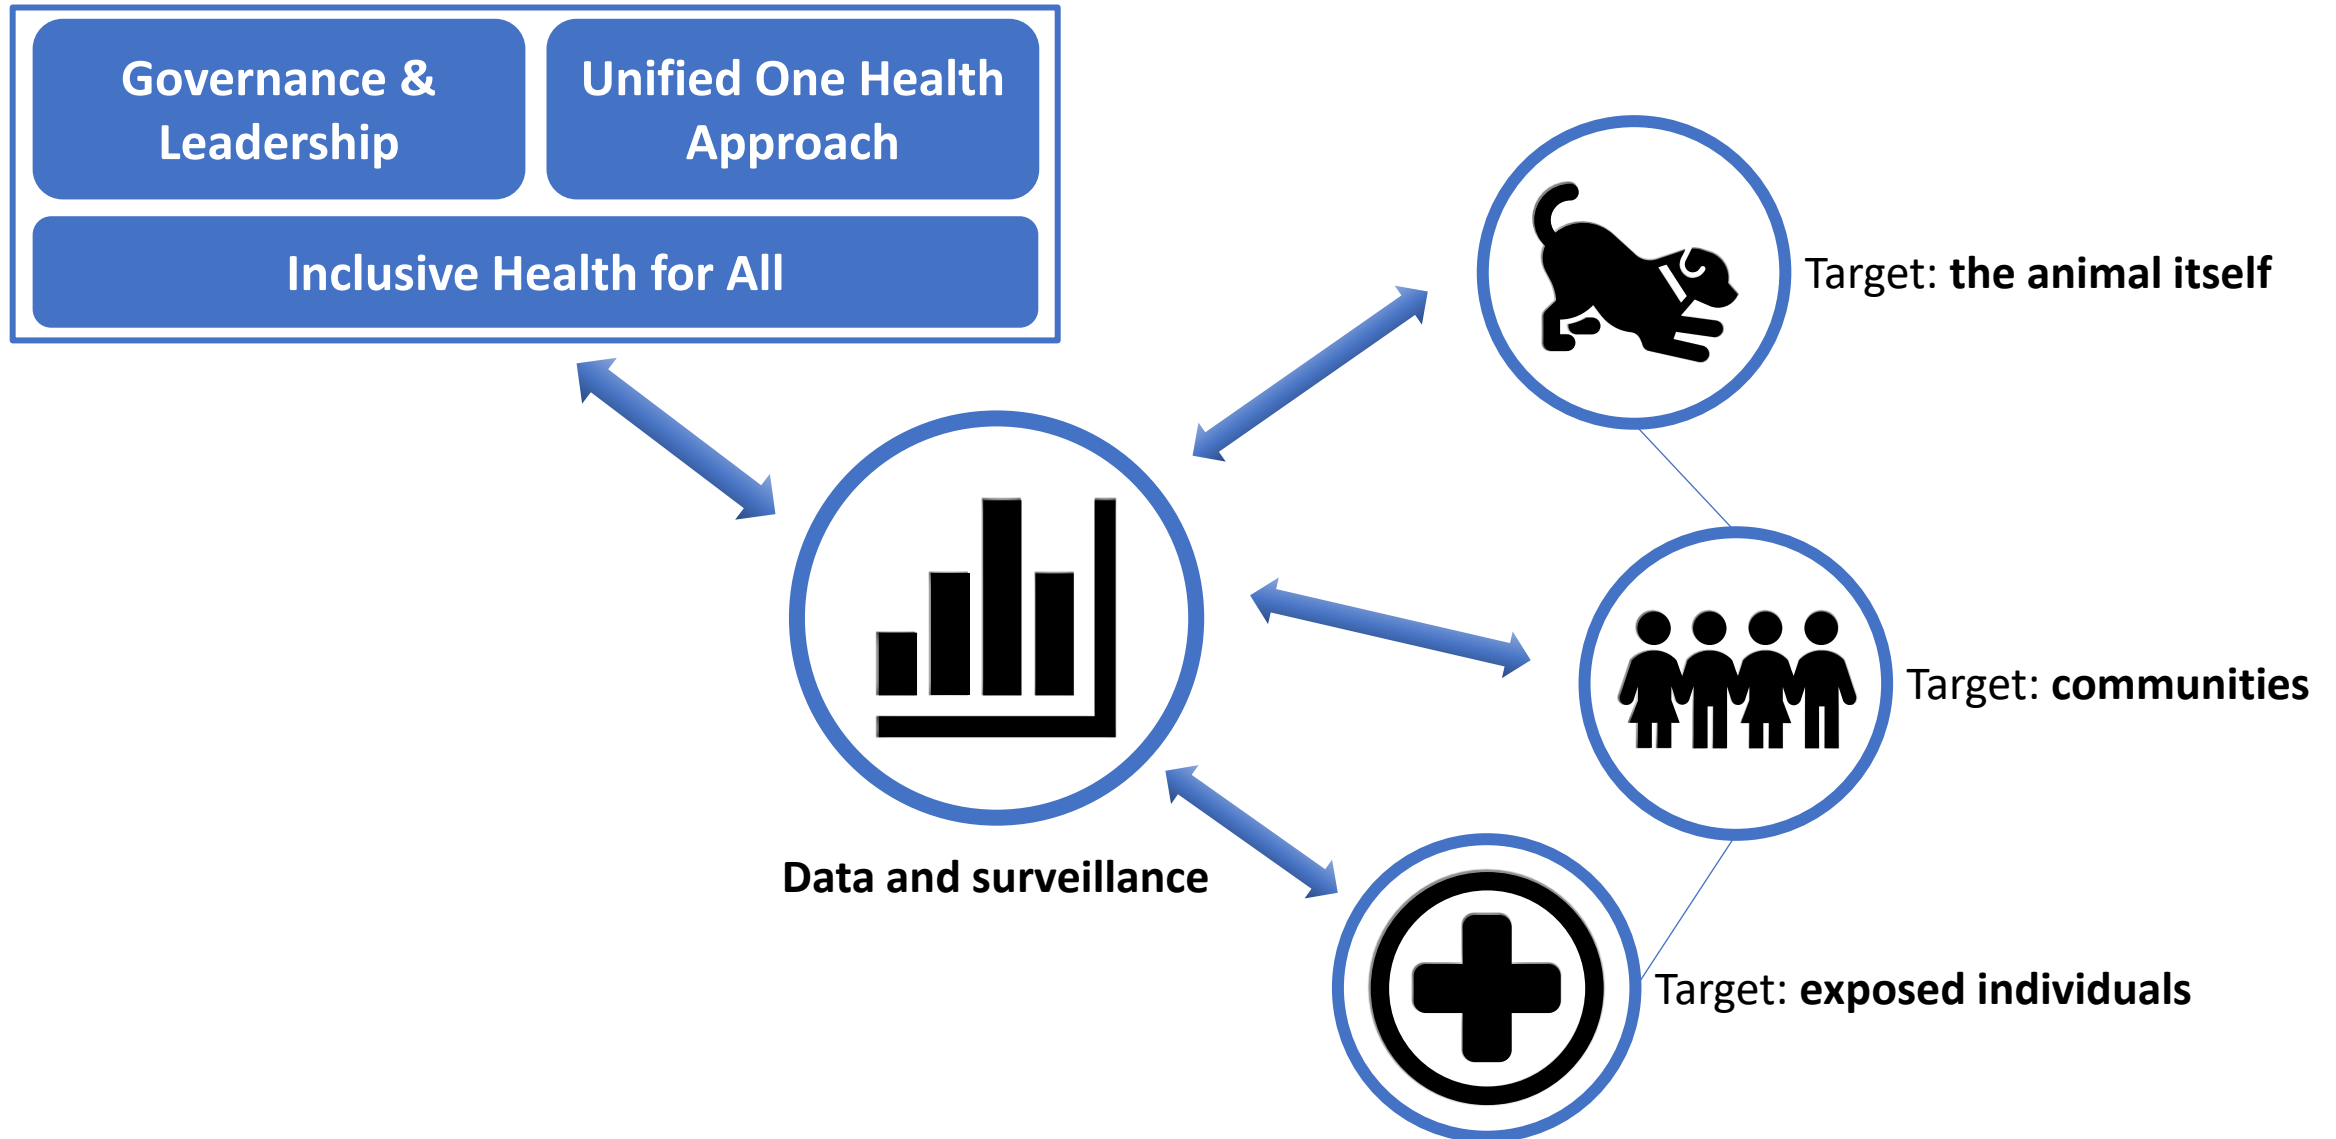 Governance &
Leadership
Unified One Health
Approach
Inclusive Health for All
Target: the animal itself
Target: communities
Data and surveillance
Target: exposed individuals